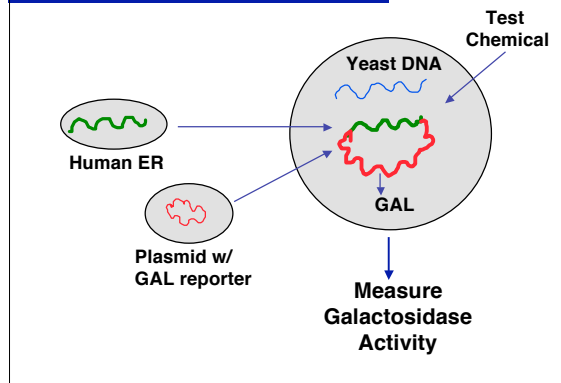 Test
Chemical
Yeast DNA
Human ER
GAL
Plasmid w/
GAL reporter
Measure
Galactosidase
Activity